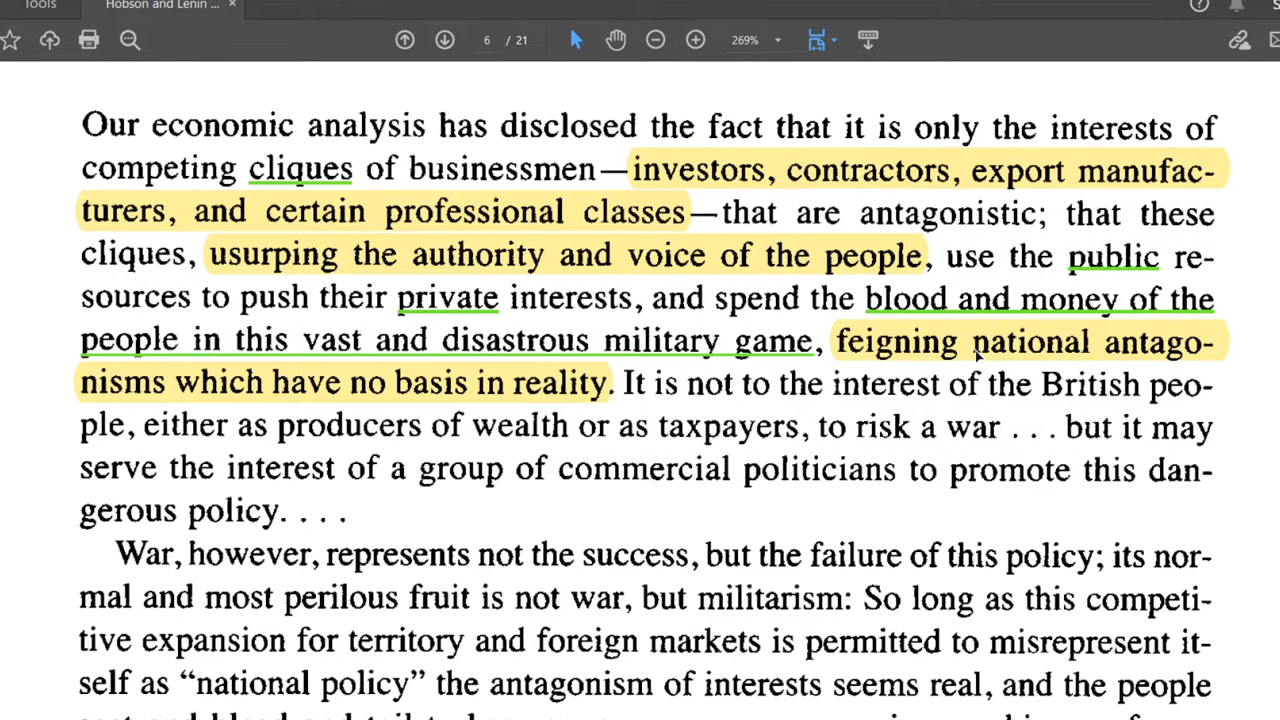 Tools
Hobson and Lenin ... ×
6 / 21
269%
Our economic analysis has disclosed the fact that it is only the interests of
competing cliques of businessmen—investors, contractors, export manufac-
turers, and certain professional classes—that are antagonistic; that these
cliques, usurping the authority and voice of the people, use the public re-
sources to push their private interests, and spend the blood and money of the
people in this vast and disastrous military game, feigning national antago-
nisms which have no basis in reality. It is not to the interest of the British peo-
ple, either as producers of wealth or as taxpayers, to risk a war . . . but it may
serve the interest of a group of commercial politicians to promote this dan-
gerous policy. . . .
War, however, represents not the success, but the failure of this policy; its nor-
mal and most perilous fruit is not war, but militarism: So long as this competi-
tive expansion for territory and foreign markets is permitted to misrepresent it-
self as “national policy” the antagonism of interests seems real, and the people